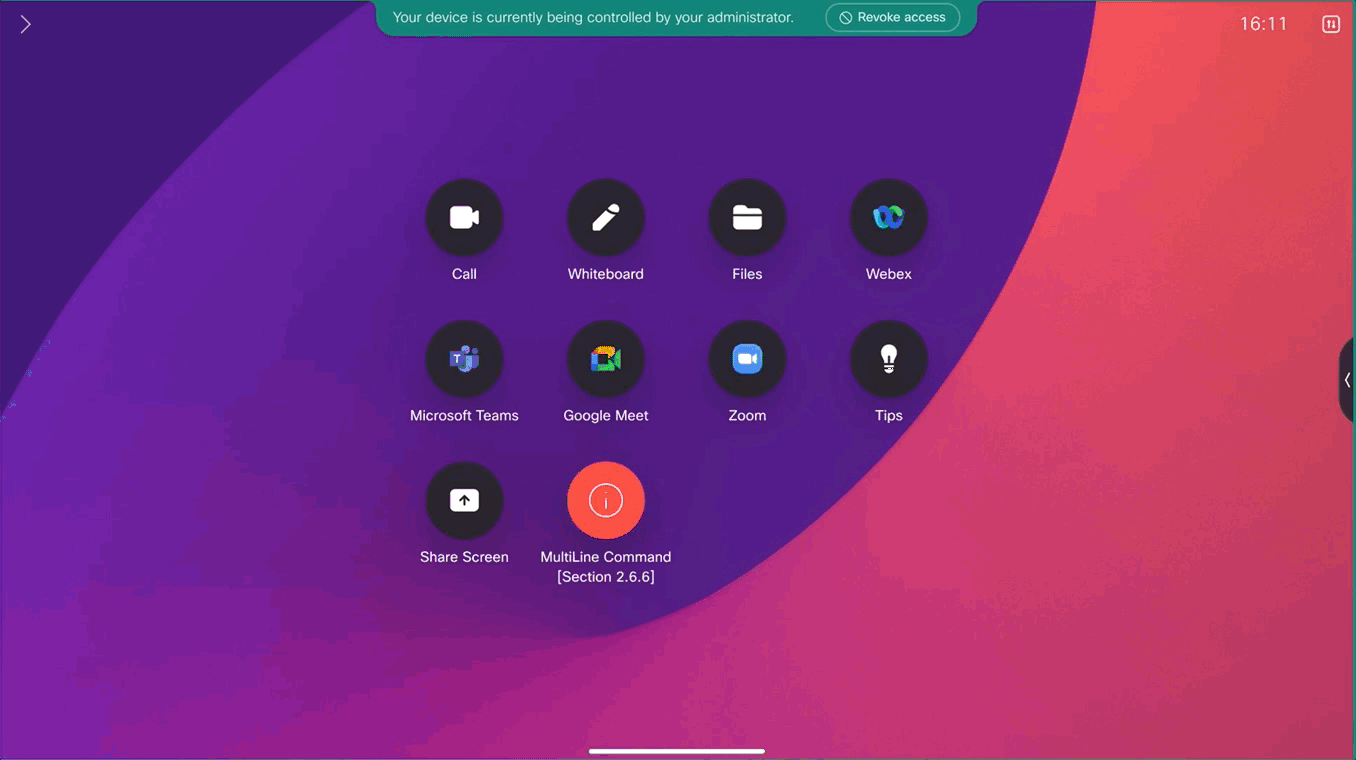 Your device is currently being controlled by your administrator. Revoke access
16:11
Call Whiteboard Files Webex
Microsoft Teams Google Meet Zoom Tips
Share Screen MultiLine Command
[Section 2.6.6]